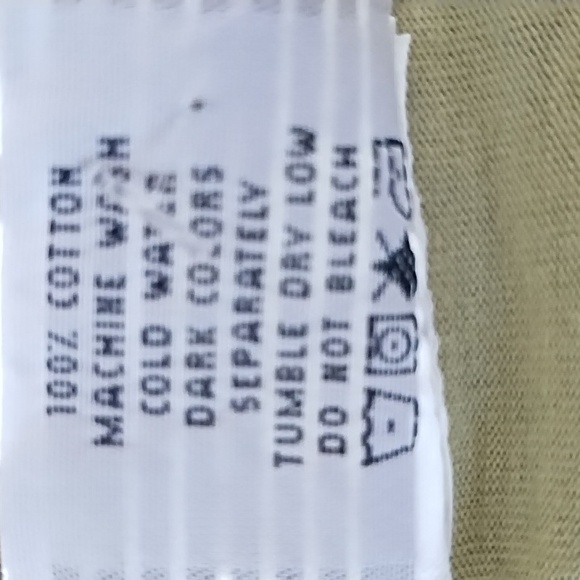 100% COTTON
MACHINE WASH
COLD WATER
DARK COLORS
SEPARATELY
TUMBLE DRY LOW
DO NOT BLEACH